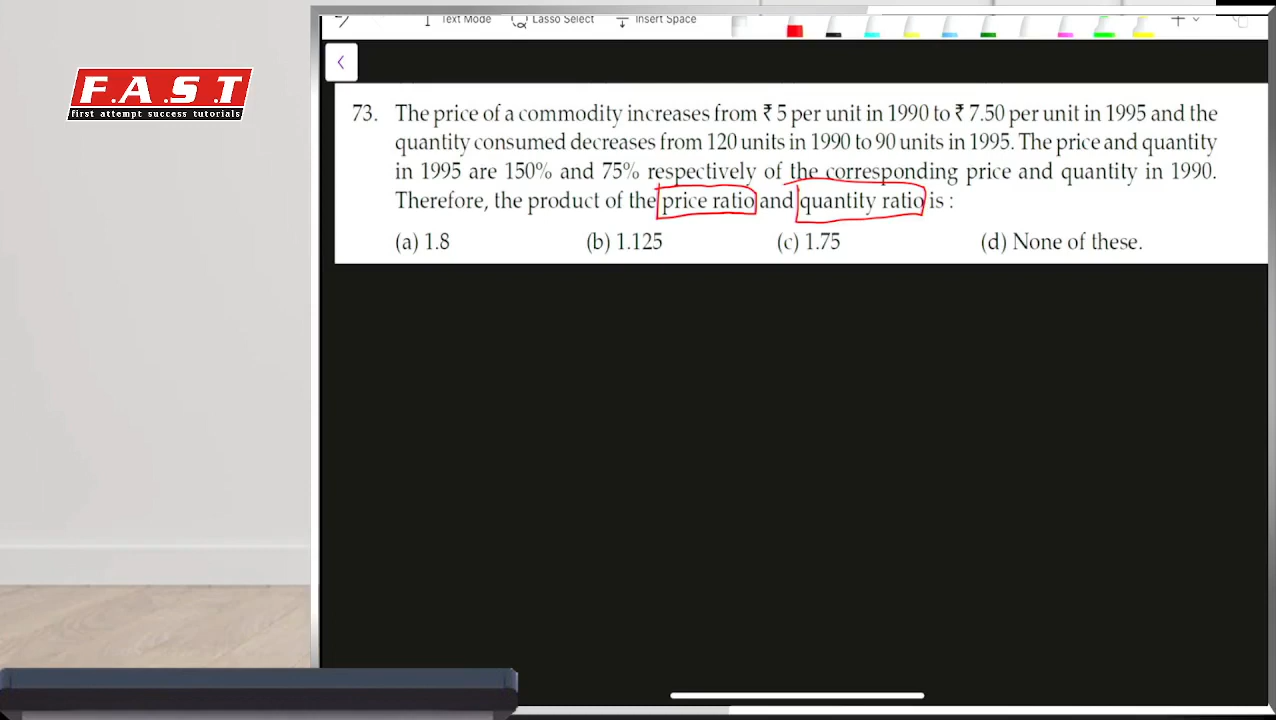 Text Mode Lasso Select Insert Space
F.A.S.T
first attempt success tutorials
73. The price of a commodity increases from ₹ 5 per unit in 1990 to ₹ 7.50 per unit in 1995 and the
quantity consumed decreases from 120 units in 1990 to 90 units in 1995. The price and quantity
in 1995 are 150% and 75% respectively of the corresponding price and quantity in 1990.
Therefore, the product of the price ratio and quantity ratio is :
(a) 1.8 (b) 1.125 (c) 1.75 (d) None of these.